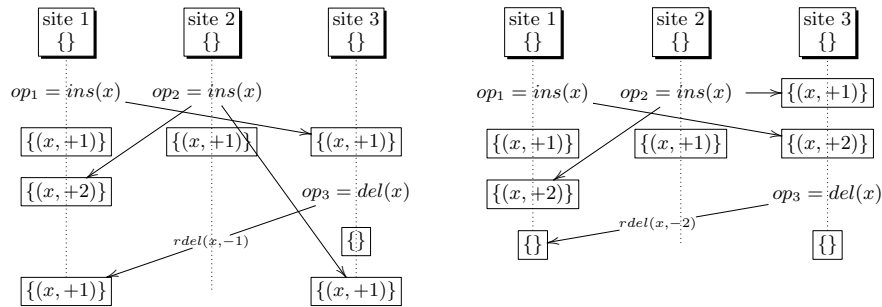 site 1
{}
site 2
{}
site 3
{}
op1 = ins(x)
op2 = ins(x)
{(x, +1)}
{(x, +1)}
{(x, +1)}
{(x, +2)}
op3 = del(x)
rdel(x,−1)
{}
{(x, +1)}
{(x, +1)}
site 1
{}
site 2
{}
site 3
{}
op1 = ins(x)
op2 = ins(x)
{(x, +1)}
{(x, +1)}
{(x, +1)}
{(x, +2)}
{(x, +2)}
op3 = del(x)
rdel(x,−2)
{}
{}